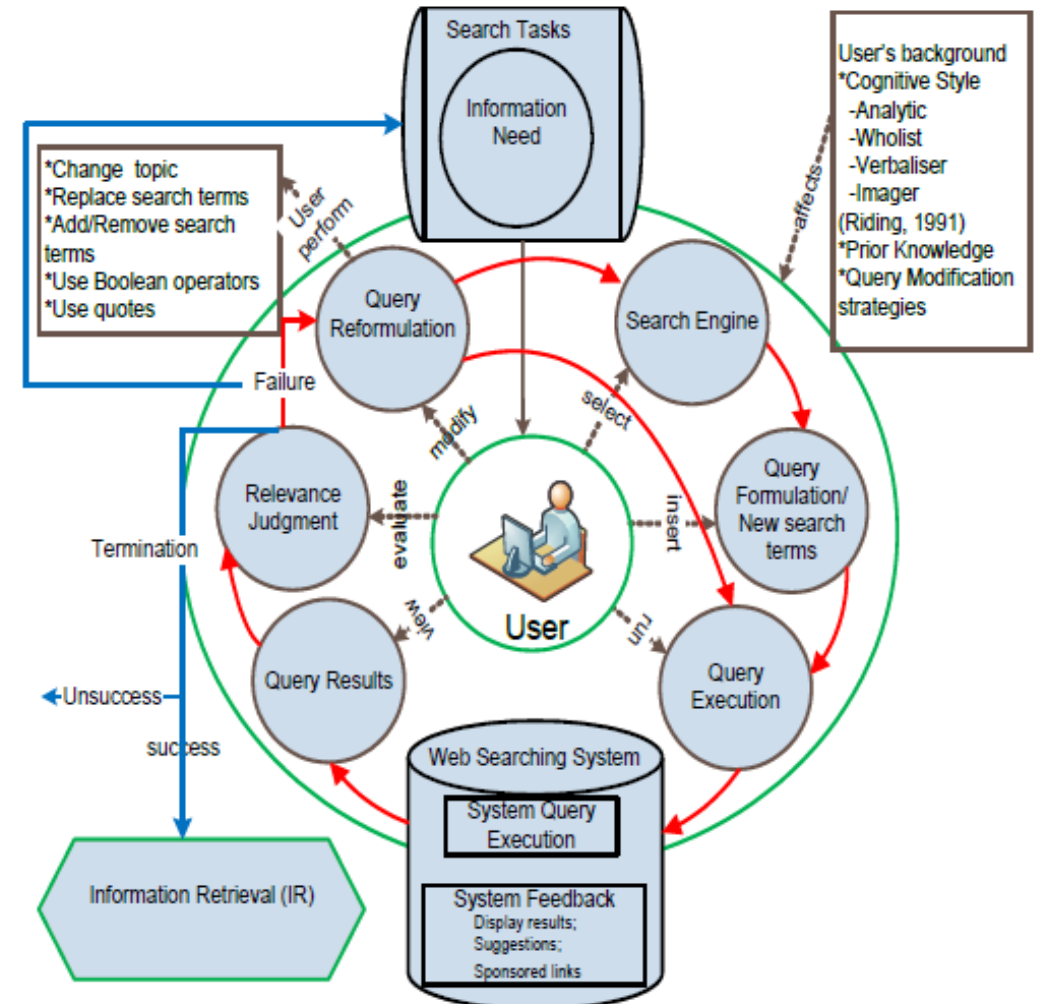 Search Tasks
Information
Need
User's background
*Cognitive Style
-Analytic
-Wholist
-Verbaliser
-Imager
(Riding, 1991)
*Prior Knowledge
*Query Modification
strategies
affects
*Change topic
*Replace search terms
*Add/Remove search
terms
*Use Boolean operators
*Use quotes
User
perform
Query
Reformulation
Search Engine
Failure
modify
select
Relevance
Judgment
evaluate
insert
Query
Formulation/
New search
terms
Termination
view
User
run
Query Results
Query
Execution
Unsuccess
success
Web Searching System
System Query
Execution
System Feedback
Display results;
Suggestions;
Sponsored links
Information Retrieval (IR)